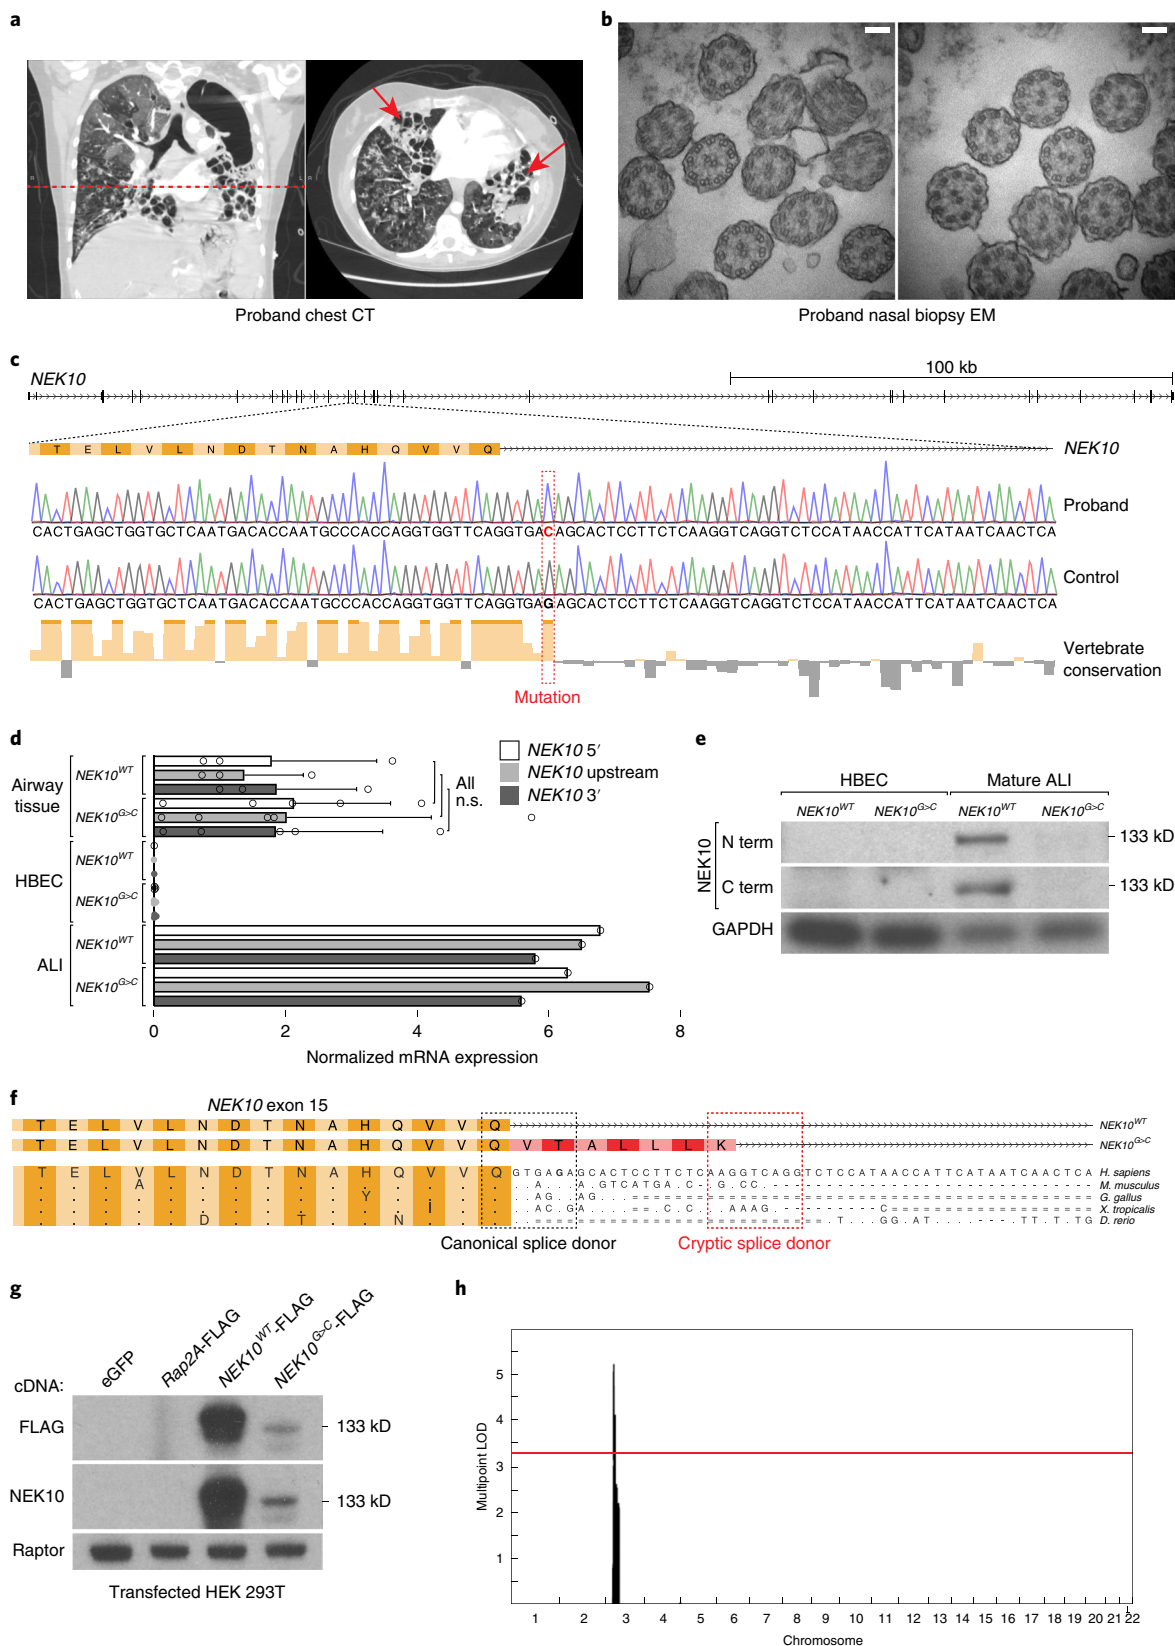 a
b
R
L
R
L
Proband chest CT
Proband nasal biopsy EM
c
NEK10
100 kb
T E L V L N D T N A H Q V V Q
NEK10
Proband
CACTGAGCTGGTGCTCAATGACACCAATGCCCACCAGGTGGTTCAGGTGACAGCACTCCTTCTCAAGGTCAGGTCTCCATAACCATTCATAATCAACTCA
Control
CACTGAGCTGGTGCTCAATGACACCAATGCCCACCAGGTGGTTCAGGTGAGAGCACTCCTTCTCAAGGTCAGGTCTCCATAACCATTCATAATCAACTCA
Vertebrate
conservation
Mutation
d
NEK10 5′
NEK10 upstream
NEK10 3′
All
n.s.
Airway
tissue
NEK10WT
NEK10G>C
HBEC
NEK10WT
NEK10G>C
ALI
NEK10WT
NEK10G>C
0 2 4 6 8
Normalized mRNA expression
e
HBEC Mature ALI
NEK10WT NEK10G>C NEK10WT NEK10G>C
NEK10
N term
133 kD
C term
133 kD
GAPDH
f
NEK10 exon 15
T E L V L N D T N A H Q V V Q NEK10WT
T E L V L N D T N A H Q V V Q V T A L L L K NEK10G>C
T E L V L N D T N A H Q V V Q GTGAGAGCACTCCTTCTCAAGGTCAGGTCTCCATAACCATTCATAATCAACTCA H. sapiens
M. musculus
G. gallus
X. tropicalis
D. rerio
Canonical splice donor
Cryptic splice donor
g
cDNA:
eGFP
Rap2A-FLAG
NEK10WT-FLAG
NEK10G>C-FLAG
FLAG
133 kD
NEK10
133 kD
Raptor
Transfected HEK 293T
h
Multipoint LOD
5
4
3
2
1
1 2 3 4 5 6 7 8 9 10 11 12 13 14 15 16 17 18 19 20 21 22
Chromosome